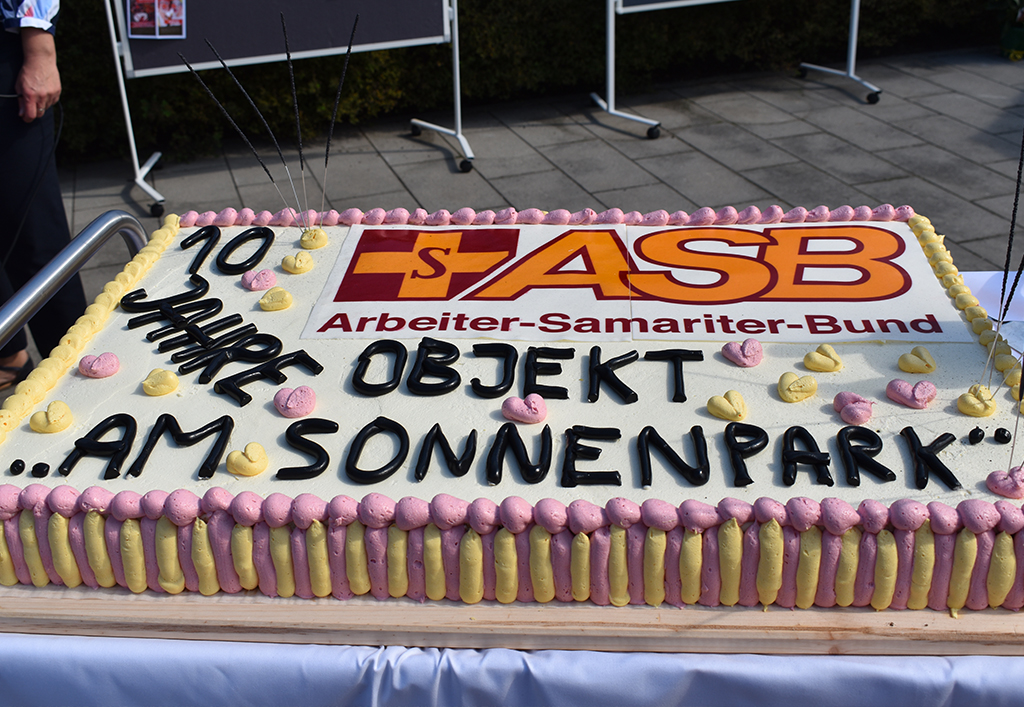 10
JAHRE
S ASB
Arbeiter-Samariter-Bund
OBJEKT
„AM SONNENPARK“